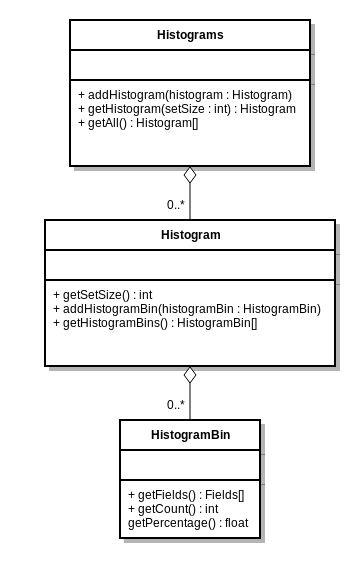 Histograms
+ addHistogram(histogram : Histogram)
+ getHistogram(setSize : int) : Histogram
+ getAll() : Histogram[]
0..*
Histogram
+ getSetSize() : int
+ addHistogramBin(histogramBin : HistogramBin)
+ getHistogramBins() : HistogramBin[]
0..*
HistogramBin
+ getFields() : Fields[]
+ getCount() : int
getPercentage() : float